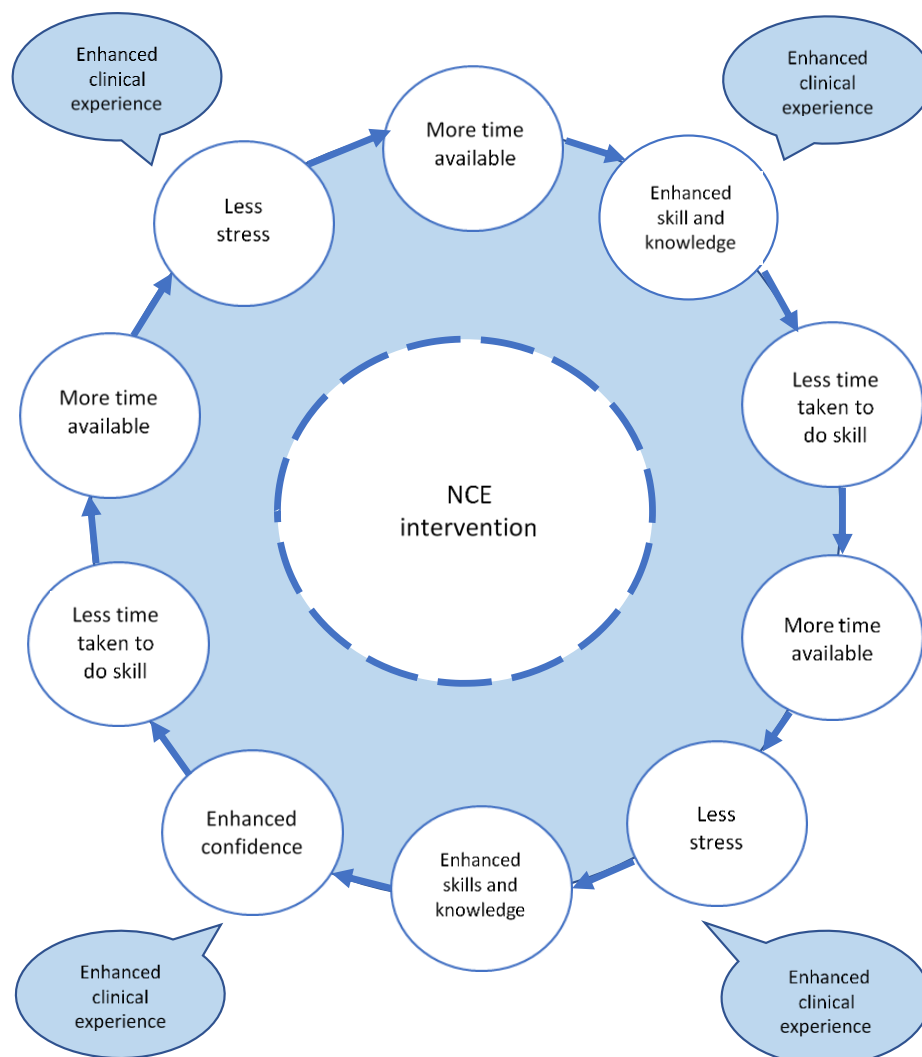 Enhanced
clinical
experience
Enhanced
clinical
experience
More time
available
Enhanced
skill and
knowledge
Less
stress
Less time
taken to
do skill
More time
available
NCE
intervention
Less time
taken to
do skill
More time
available
Enhanced
confidence
Less
stress
Enhanced
skills and
knowledge
Enhanced
clinical
experience
Enhanced
clinical
experience